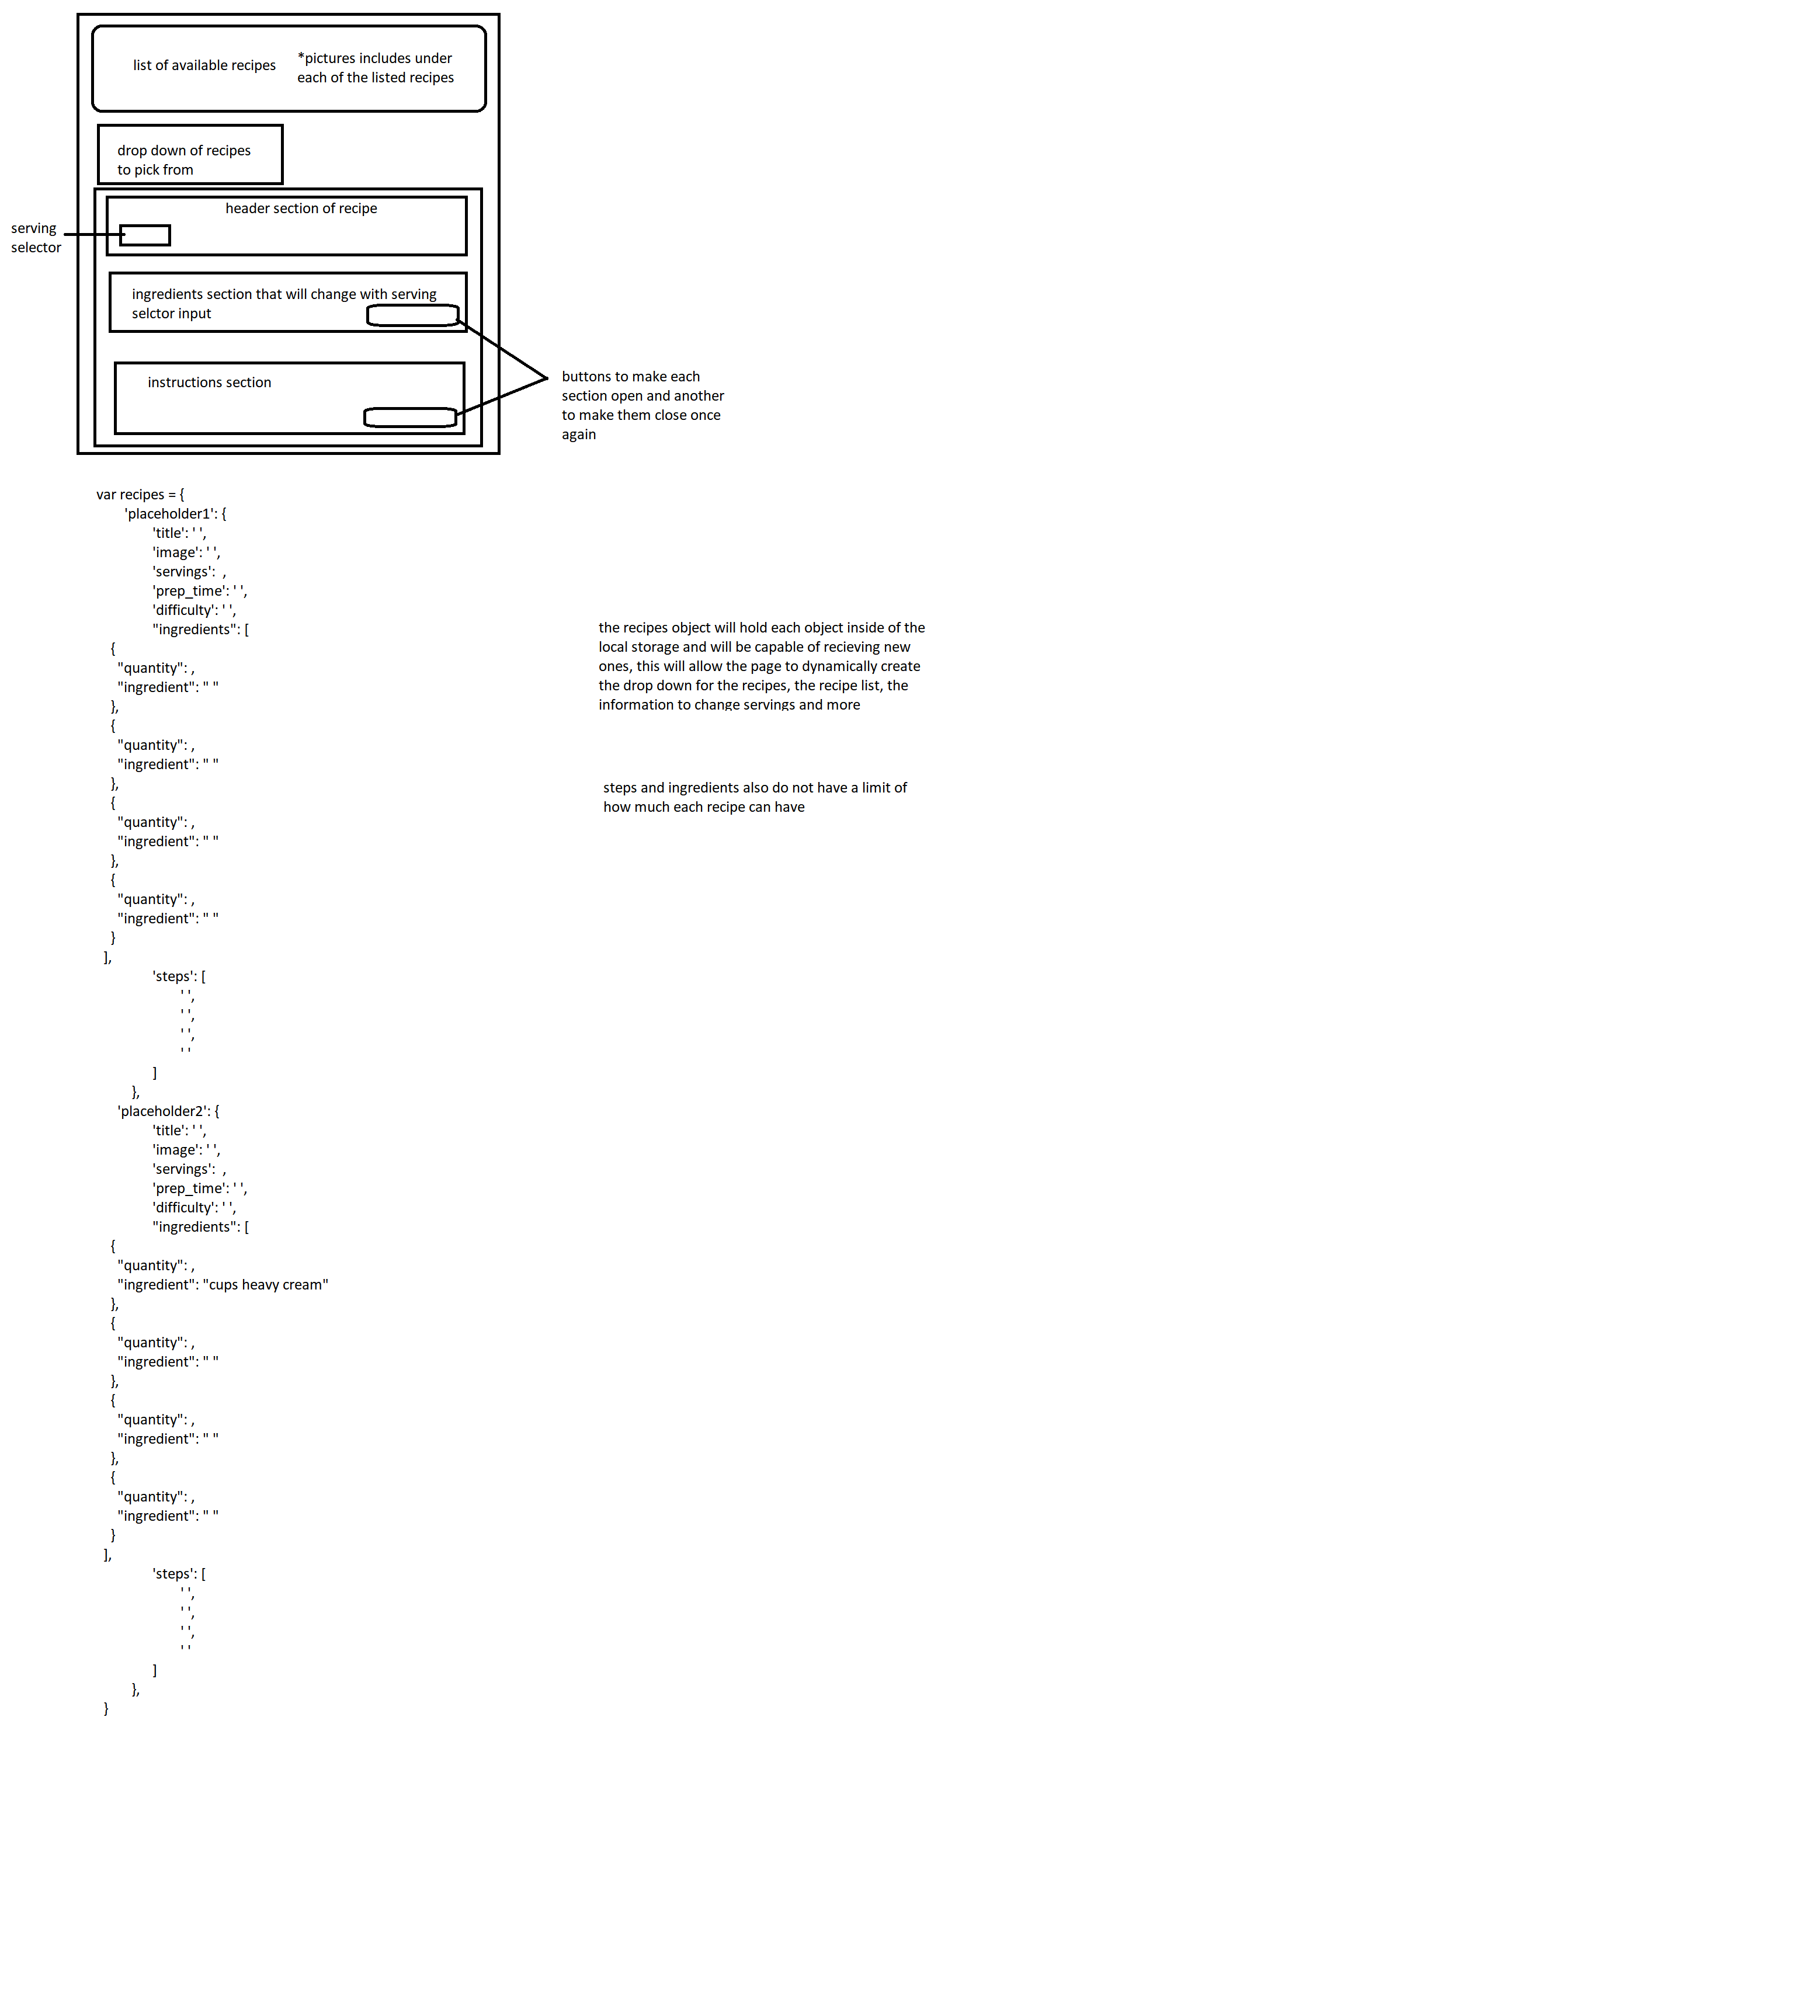 list of available recipes
*pictures includes under
each of the listed recipes
drop down of recipes
to pick from
header section of recipe
serving
selector
ingredients section that will change with serving
selctor input
instructions section
buttons to make each
section open and another
to make them close once
again
var recipes = {
'placeholder1': {
'title': ' ',
'image': ' ',
'servings':  ,
'prep_time': ' ',
'difficulty': ' ',
"ingredients": [
{
"quantity": ,
"ingredient": " "
},
{
"quantity": ,
"ingredient": " "
},
{
"quantity": ,
"ingredient": " "
},
{
"quantity": ,
"ingredient": " "
}
],
'steps': [
' ',
' ',
' ',
' '
]
},
'placeholder2': {
'title': ' ',
'image': ' ',
'servings':  ,
'prep_time': ' ',
'difficulty': ' ',
"ingredients": [
{
"quantity": ,
"ingredient": "cups heavy cream"
},
{
"quantity": ,
"ingredient": " "
},
{
"quantity": ,
"ingredient": " "
},
{
"quantity": ,
"ingredient": " "
}
],
'steps': [
' ',
' ',
' ',
' '
]
},
}
the recipes object will hold each object inside of the
local storage and will be capable of recieving new
ones, this will allow the page to dynamically create
the drop down for the recipes, the recipe list, the
information to change servings and more
steps and ingredients also do not have a limit of
how much each recipe can have